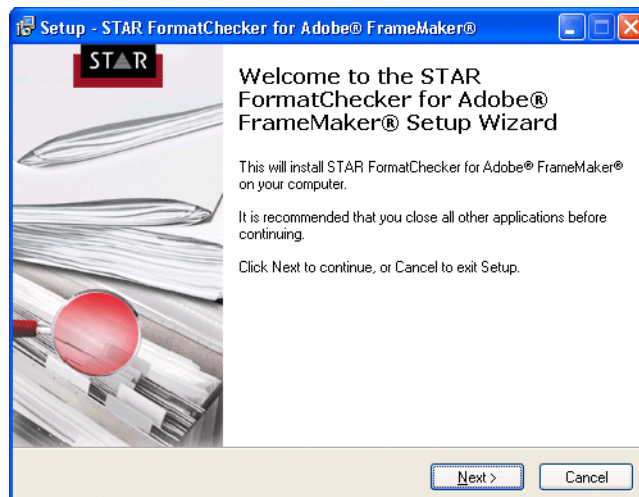 Setup - STAR FormatChecker for Adobe® FrameMaker®
STAR
Welcome to the STAR
FormatChecker for Adobe®
FrameMaker® Setup Wizard
This will install STAR FormatChecker for Adobe® FrameMaker®
on your computer.
It is recommended that you close all other applications before
continuing.
Click Next to continue, or Cancel to exit Setup.
Next >
Cancel